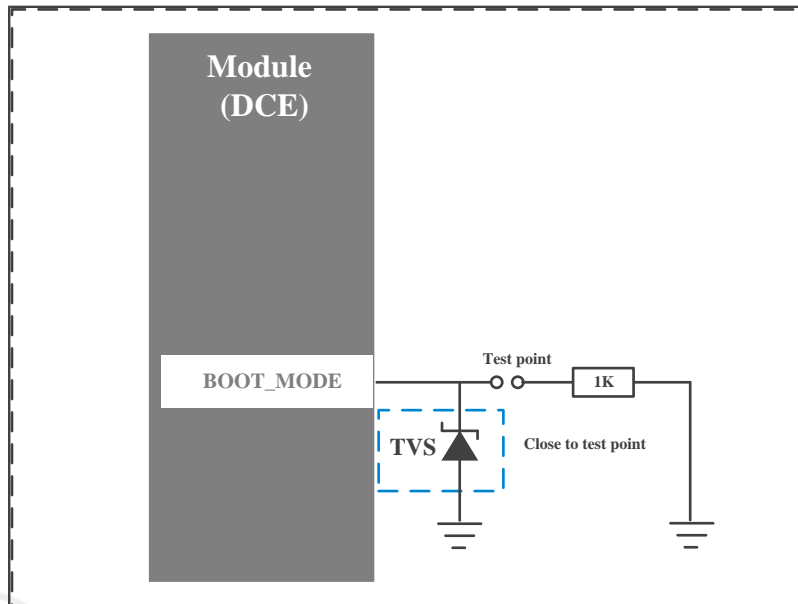 Module
(DCE)
Test point
BOOT_MODE
1K
TVS
Close to test point